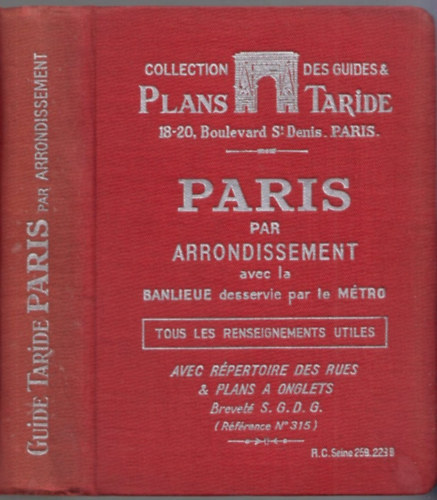 GUIDE TARIDE PARIS PAR ARRONDISSEMENT
COLLECTION DES GUIDES &
PLANS TARIDE
18-20, Boulevard St Denis. PARIS.
PARIS
PAR
ARRONDISSEMENT
avec la
BANLIEUE desservie par le MÉTRO
TOUS LES RENSEIGNEMENTS UTILES
AVEC RÉPERTOIRE DES RUES
& PLANS A ONGLETS
Breveté S. G. D. G.
(Référence N° 315)
R.C. Seine 259.223 B